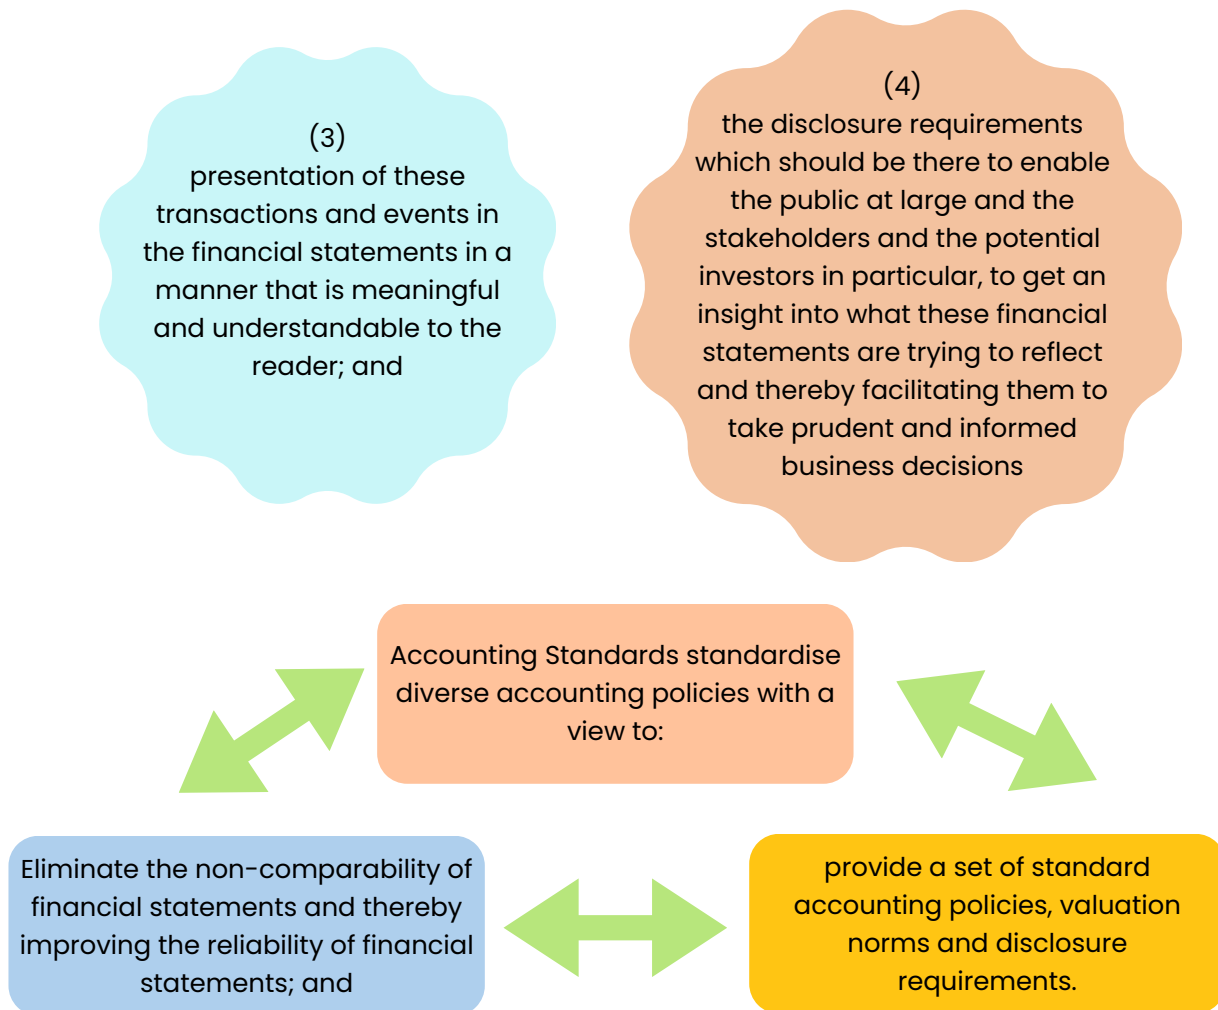 (3)
presentation of these
transactions and events in
the financial statements in a
manner that is meaningful
and understandable to the
reader; and
(4)
the disclosure requirements
which should be there to enable
the public at large and the
stakeholders and the potential
investors in particular, to get an
insight into what these financial
statements are trying to reflect
and thereby facilitating them to
take prudent and informed
business decisions
Accounting Standards standardise
diverse accounting policies with a
view to:
Eliminate the non-comparability of
financial statements and thereby
improving the reliability of financial
statements; and
provide a set of standard
accounting policies, valuation
norms and disclosure
requirements.